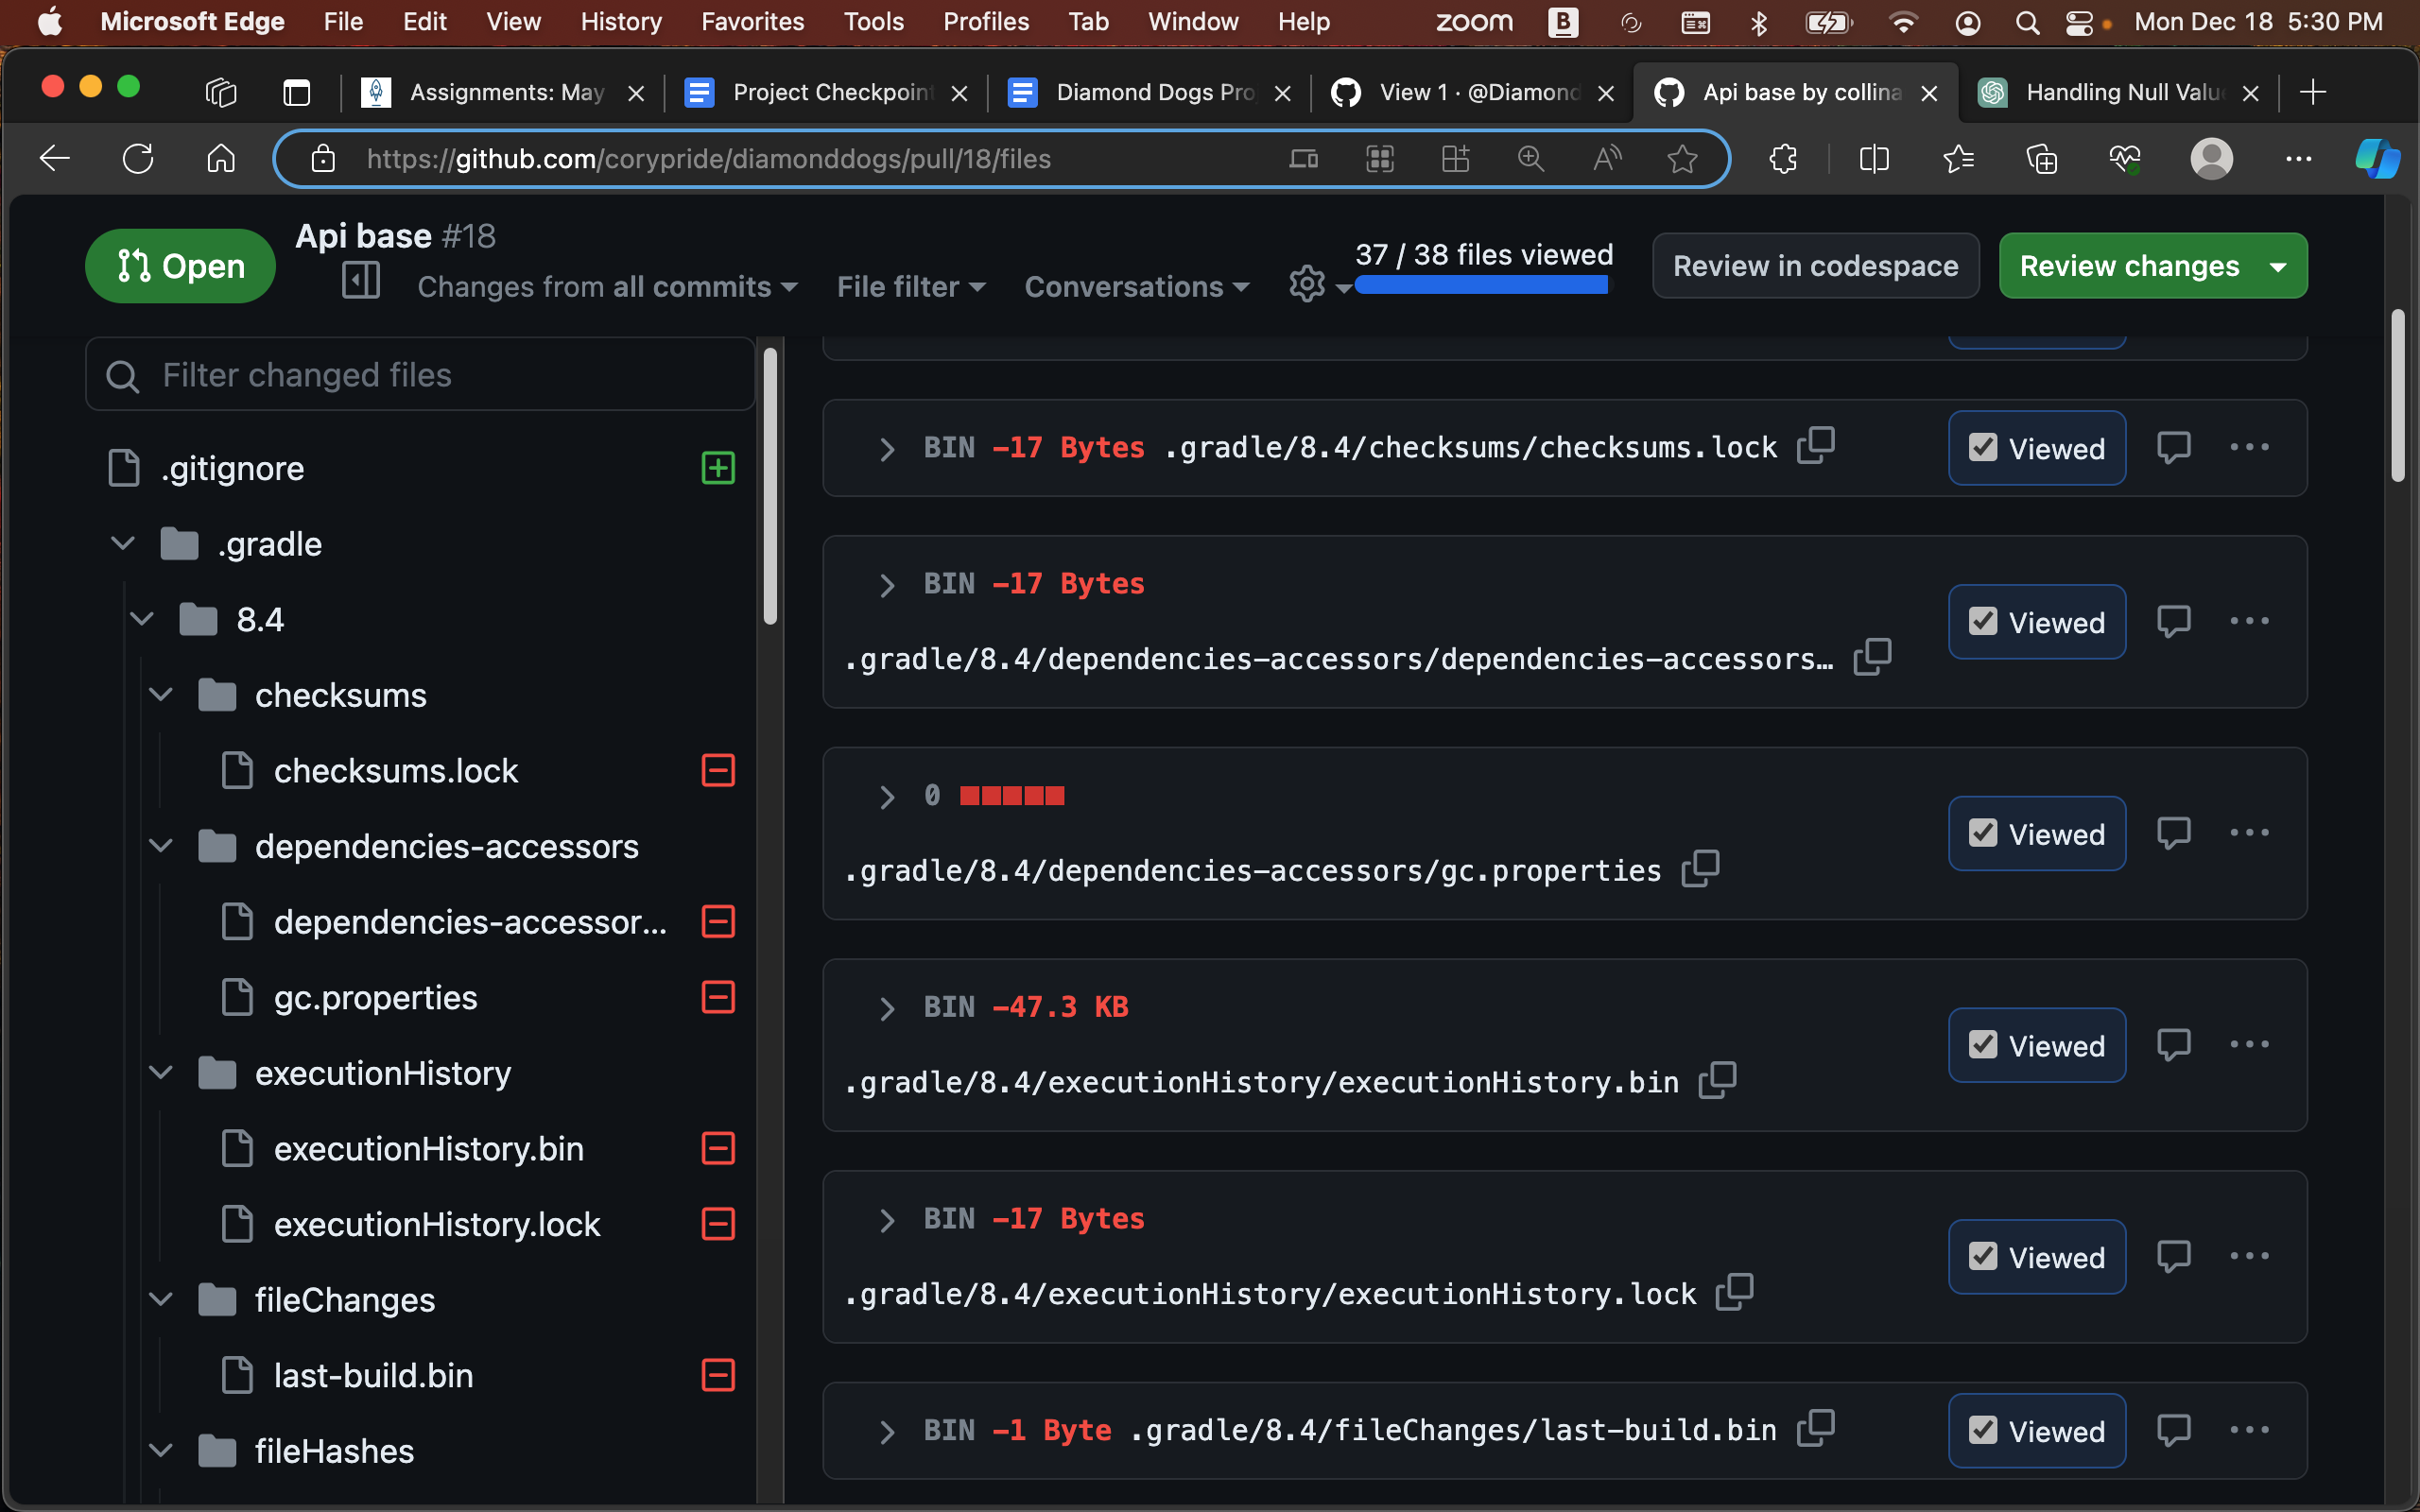 Microsoft Edge File Edit View History Favorites Tools Profiles Tab Window Help zoom B Mon Dec 18 5:30 PM
Assignments: May
Project Checkpoint
Diamond Dogs Pro
View 1 · @Diamond
Api base by collina
Handling Null Valu
https://github.com/corypride/diamonddogs/pull/18/files
Open
Api base #18
Changes from all commits
File filter
Conversations
37 / 38 files viewed
Review in codespace
Review changes
Filter changed files
.gitignore
.gradle
8.4
checksums
checksums.lock
dependencies-accessors
dependencies-accessor...
gc.properties
executionHistory
executionHistory.bin
executionHistory.lock
fileChanges
last-build.bin
fileHashes
BIN −17 Bytes .gradle/8.4/checksums/checksums.lock
Viewed
BIN −17 Bytes
.gradle/8.4/dependencies-accessors/dependencies-accessors…
Viewed
0
.gradle/8.4/dependencies-accessors/gc.properties
Viewed
BIN −47.3 KB
.gradle/8.4/executionHistory/executionHistory.bin
Viewed
BIN −17 Bytes
.gradle/8.4/executionHistory/executionHistory.lock
Viewed
BIN −1 Byte .gradle/8.4/fileChanges/last-build.bin
Viewed